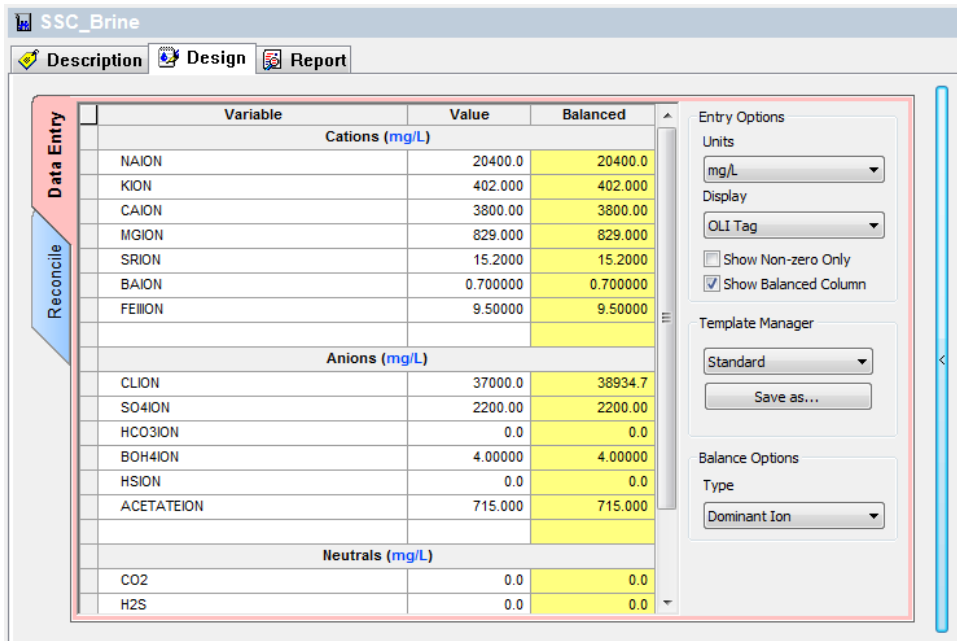 SSC_Brine
Description Design Report
Data Entry
Reconcile
Variable Value Balanced
Cations (mg/L)
NAION 20400.0 20400.0
KION 402.000 402.000
CAION 3800.00 3800.00
MGION 829.000 829.000
SRION 15.2000 15.2000
BAION 0.700000 0.700000
FEIIION 9.50000 9.50000
Anions (mg/L)
CLION 37000.0 38934.7
SO4ION 2200.00 2200.00
HCO3ION 0.0 0.0
BOH4ION 4.00000 4.00000
HSION 0.0 0.0
ACETATEION 715.000 715.000
Neutrals (mg/L)
CO2 0.0 0.0
H2S 0.0 0.0
Entry Options
Units
mg/L
Display
OLI Tag
Show Non-zero Only
Show Balanced Column
Template Manager
Standard
Save as...
Balance Options
Type
Dominant Ion